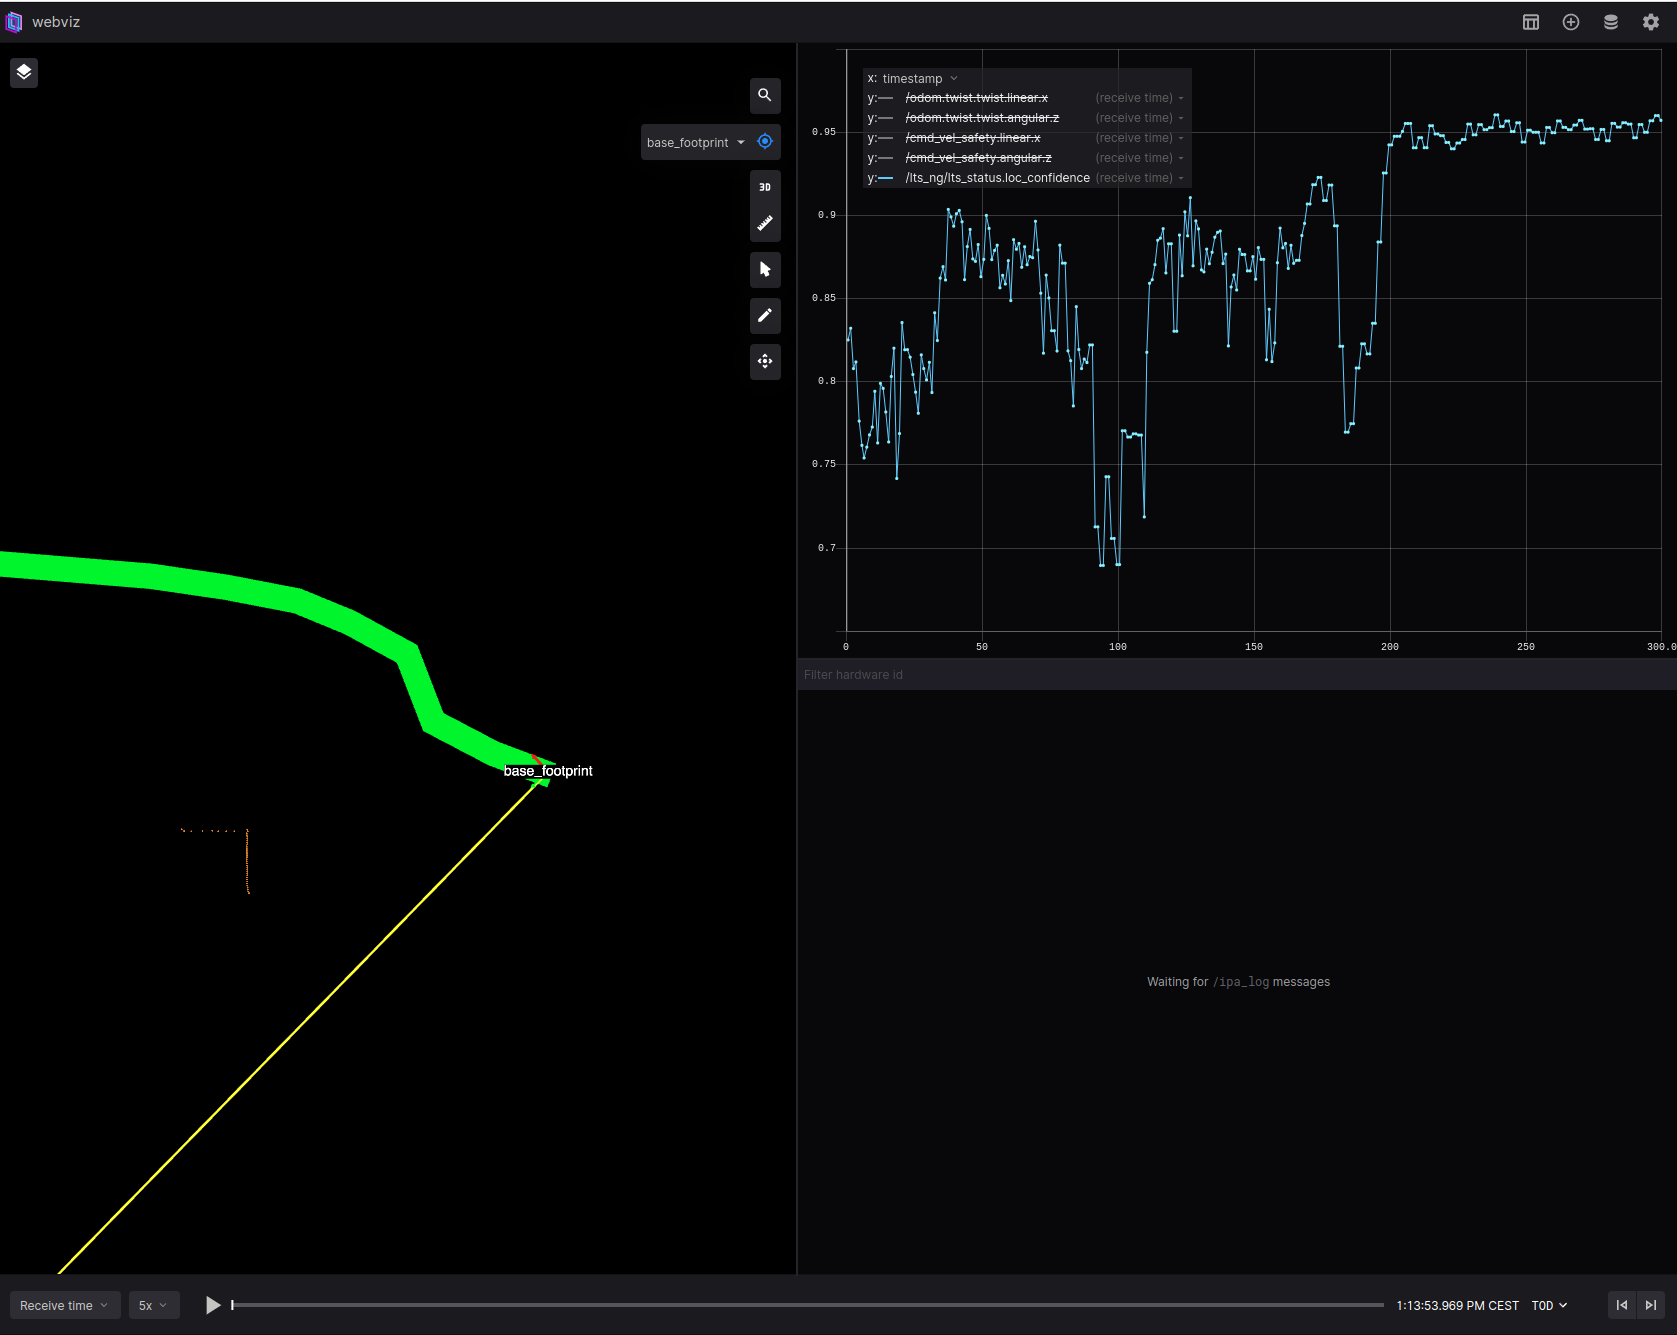 webviz
base_footprint
3D
base_footprint
x: timestamp
y: /odom.twist.twist.linear.x (receive time)
y: /odom.twist.twist.angular.z (receive time)
y: /cmd_vel_safety.linear.x (receive time)
y: /cmd_vel_safety.angular.z (receive time)
y: /lts_ng/lts_status.loc_confidence (receive time)
0.95
0.9
0.85
0.8
0.75
0.7
0 50 100 150 200 250 300.0
Filter hardware id
Waiting for /ipa_log messages
Receive time 5x 1:13:53.969 PM CEST TOD